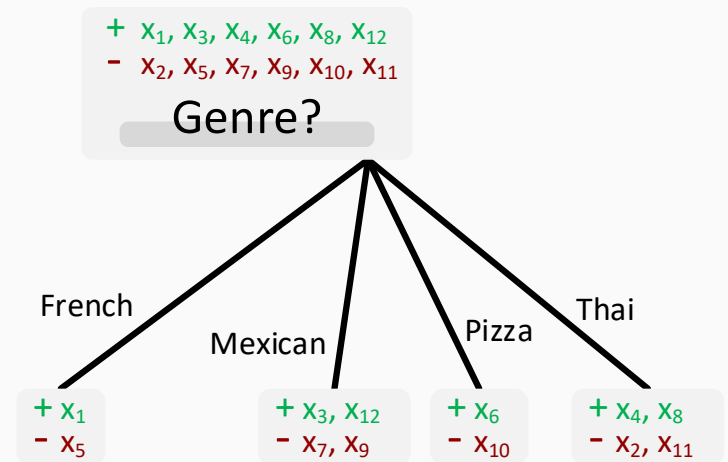 + x₁, x₃, x₄, x₆, x₈, x₁₂
- x₂, x₅, x₇, x₉, x₁₀, x₁₁
Genre?
French
Mexican
Pizza
Thai
+ x₁
- x₅
+ x₃, x₁₂
- x₇, x₉
+ x₆
- x₁₀
+ x₄, x₈
- x₂, x₁₁